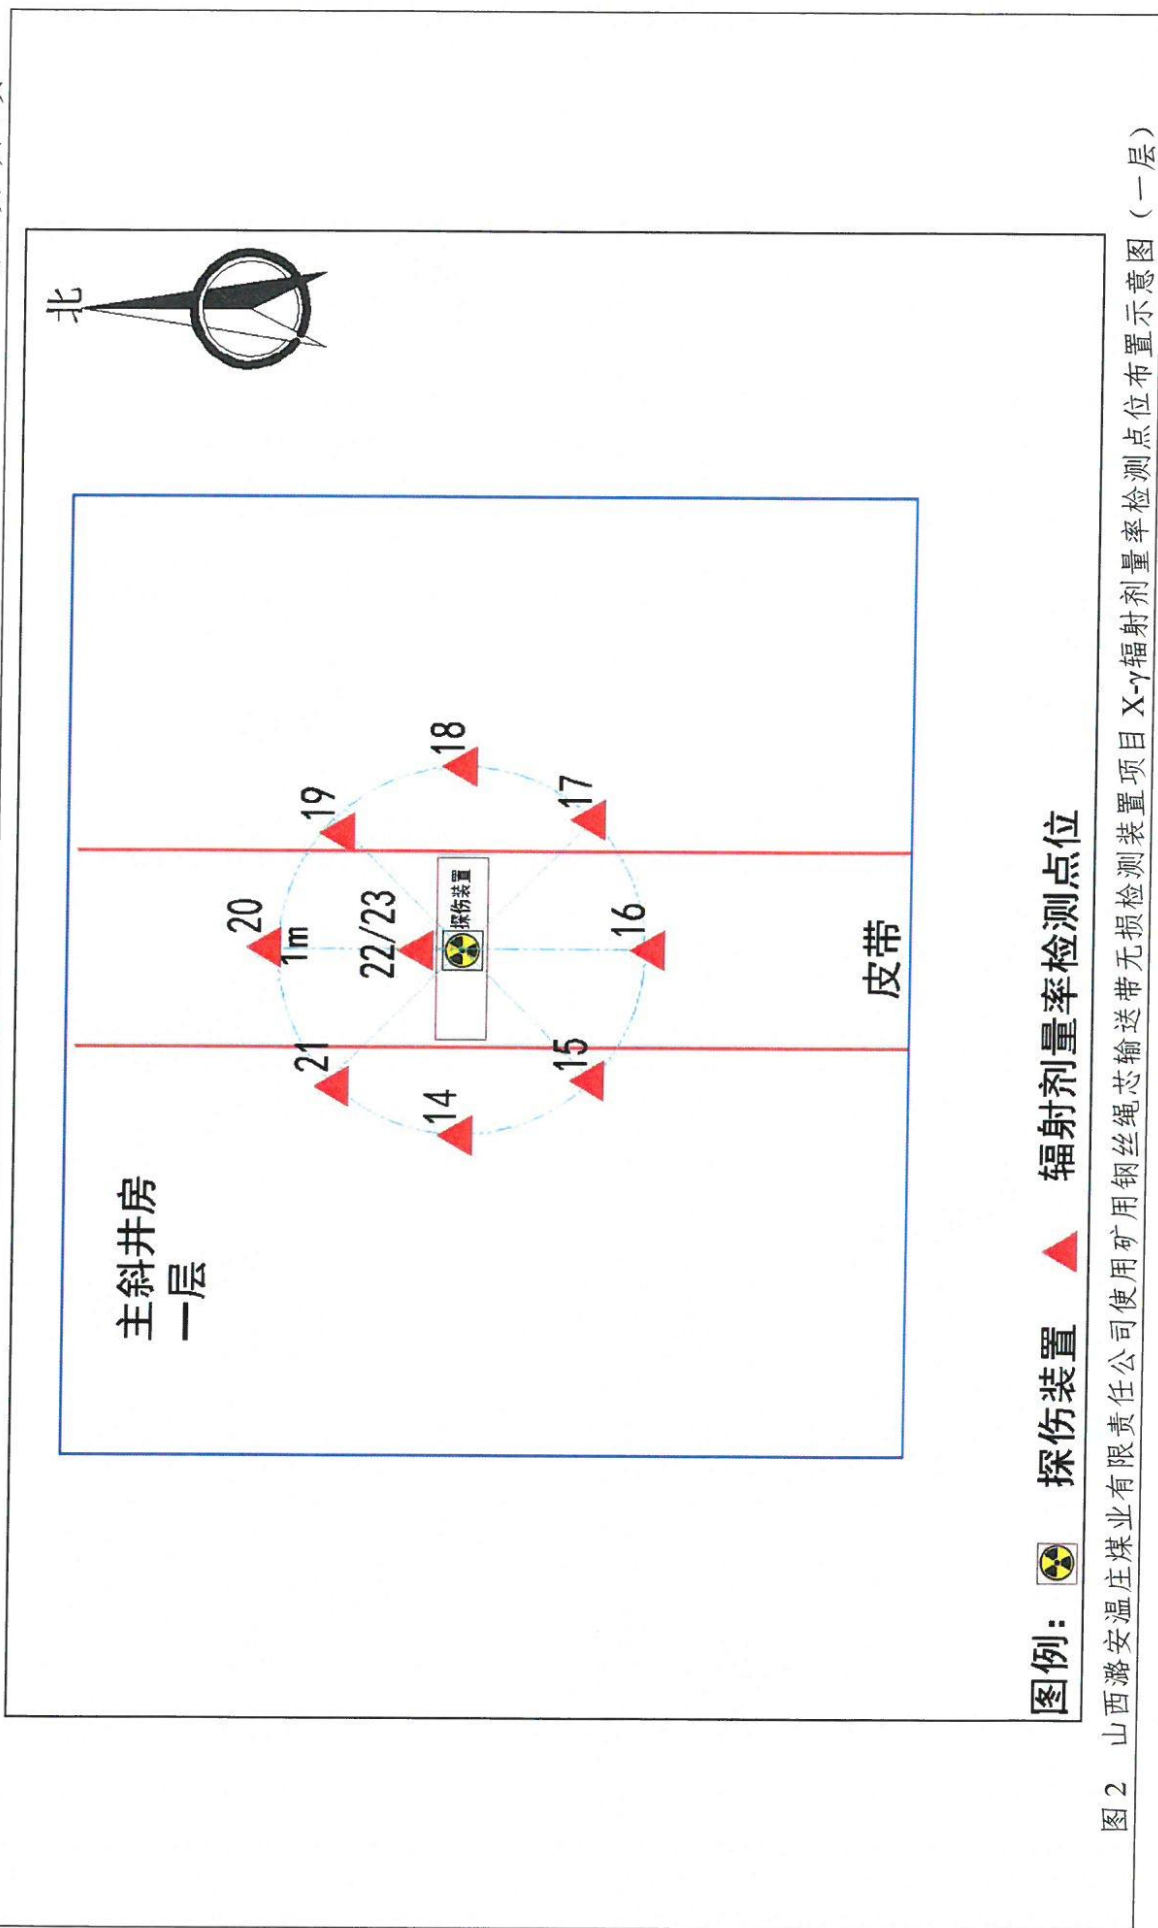 北
主斜井房
一层
20
1m
21
19
22/23
14
18
探伤装置
15
17
16
皮带
图例：
探伤装置
辐射剂量率检测点位
图2 山西潞安温庄煤业有限责任公司使用矿用钢丝绳芯输送带无损检测装置项目 X-γ辐射剂量率检测点位布置示意图（一层）